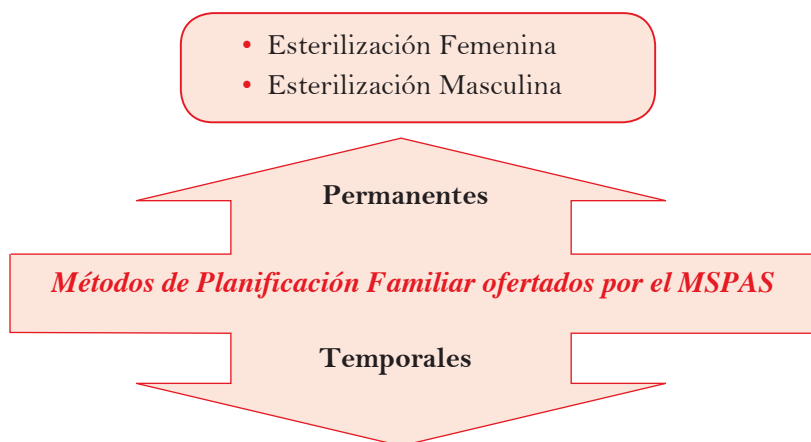 • Esterilización Femenina
• Esterilización Masculina
Permanentes
Métodos de Planificación Familiar ofertados por el MSPAS
Temporales